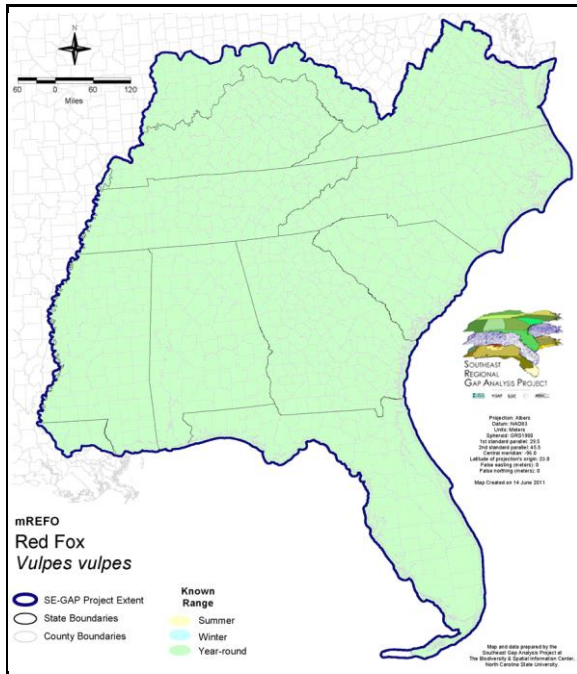 N
60 0 60 120
Miles
SOUTHEAST
REGIONAL
GAP ANALYSIS PROJECT
Projection: Albers
Datum: NAD83
Units: Meters
Spheroid: GRS1980
1st standard parallel: 29.5
2nd standard parallel: 45.5
Central meridian: -96.0
Latitude of projection's origin: 23.0
False easting (meters): 0
False northing (meters): 0
Map Created on 14 June 2011
mREFO
Red Fox
Vulpes vulpes
SE-GAP Project Extent
State Boundaries
County Boundaries
Known
Range
Summer
Winter
Year-round
Map and data prepared by the
Southeast Gap Analysis Project at
The Biodiversity & Spatial Information Center,
North Carolina State University.